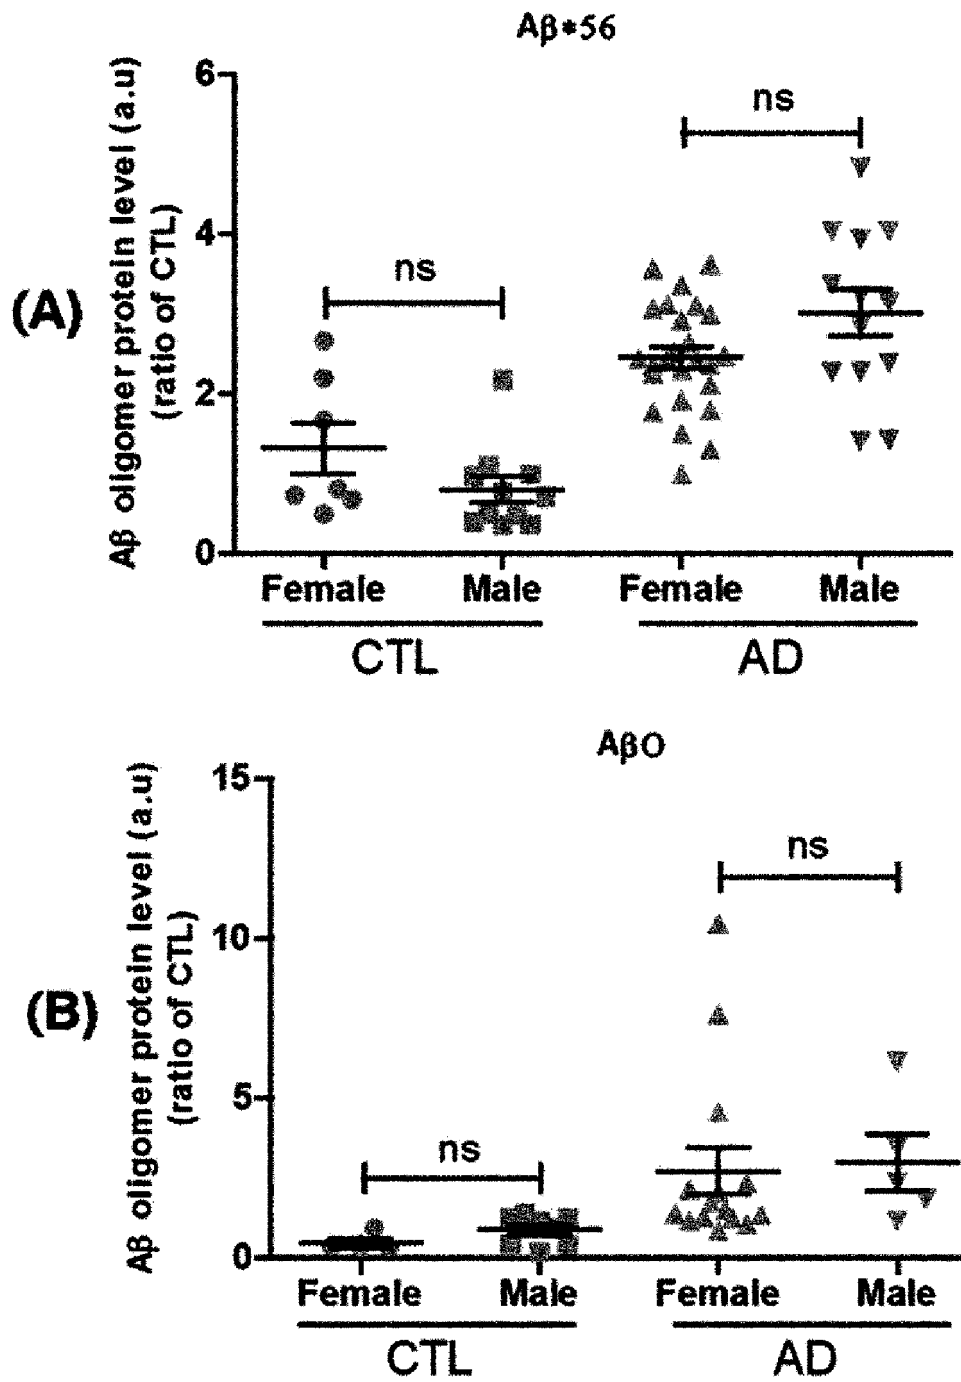 Aβ*56
(A)
Aβ oligomer protein level (a.u)
(ratio of CTL)
6
4
2
0
ns
ns
Female Male Female Male
CTL AD
AβO
(B)
Aβ oligomer protein level (a.u)
(ratio of CTL)
15
10
5
0
ns
ns
Female Male Female Male
CTL AD